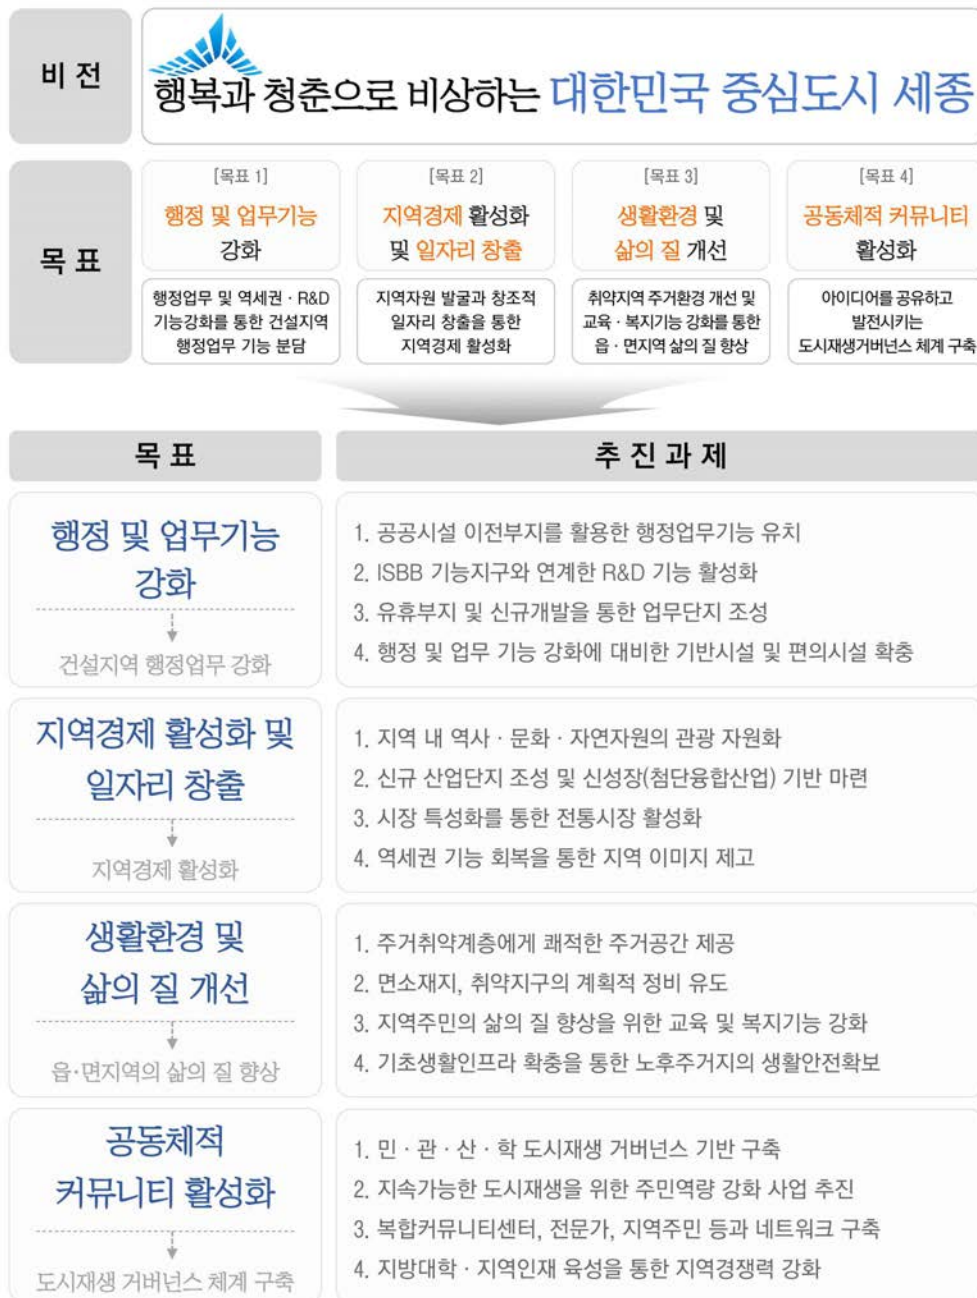 비 전
행복과 청춘으로 비상하는 대한민국 중심도시 세종
목 표
[목표 1]
행정 및 업무기능
강화
행정업무 및 역세권 · R&D
기능강화를 통한 건설지역
행정업무 기능 분담
[목표 2]
지역경제 활성화
및 일자리 창출
지역자원 발굴과 창조적
일자리 창출을 통한
지역경제 활성화
[목표 3]
생활환경 및
삶의 질 개선
취약지역 주거환경 개선 및
교육 · 복지기능 강화를 통한
읍 · 면지역 삶의 질 향상
[목표 4]
공동체적 커뮤니티
활성화
아이디어를 공유하고
발전시키는
도시재생거버넌스 체계 구축
목 표
추 진 과 제
행정 및 업무기능
강화
건설지역 행정업무 강화
1. 공공시설 이전부지를 활용한 행정업무기능 유치
2. ISBB 기능지구와 연계한 R&D 기능 활성화
3. 유휴부지 및 신규개발을 통한 업무단지 조성
4. 행정 및 업무 기능 강화에 대비한 기반시설 및 편의시설 확충
지역경제 활성화 및
일자리 창출
지역경제 활성화
1. 지역 내 역사 · 문화 · 자연자원의 관광 자원화
2. 신규 산업단지 조성 및 신성장(첨단융합산업) 기반 마련
3. 시장 특성화를 통한 전통시장 활성화
4. 역세권 기능 회복을 통한 지역 이미지 제고
생활환경 및
삶의 질 개선
읍·면지역의 삶의 질 향상
1. 주거취약계층에게 쾌적한 주거공간 제공
2. 면소재지, 취약지구의 계획적 정비 유도
3. 지역주민의 삶의 질 향상을 위한 교육 및 복지기능 강화
4. 기초생활인프라 확충을 통한 노후주거지의 생활안전확보
공동체적
커뮤니티 활성화
도시재생 거버넌스 체계 구축
1. 민 · 관 · 산 · 학 도시재생 거버넌스 기반 구축
2. 지속가능한 도시재생을 위한 주민역량 강화 사업 추진
3. 복합커뮤니티센터, 전문가, 지역주민 등과 네트워크 구축
4. 지방대학 · 지역인재 육성을 통한 지역경쟁력 강화